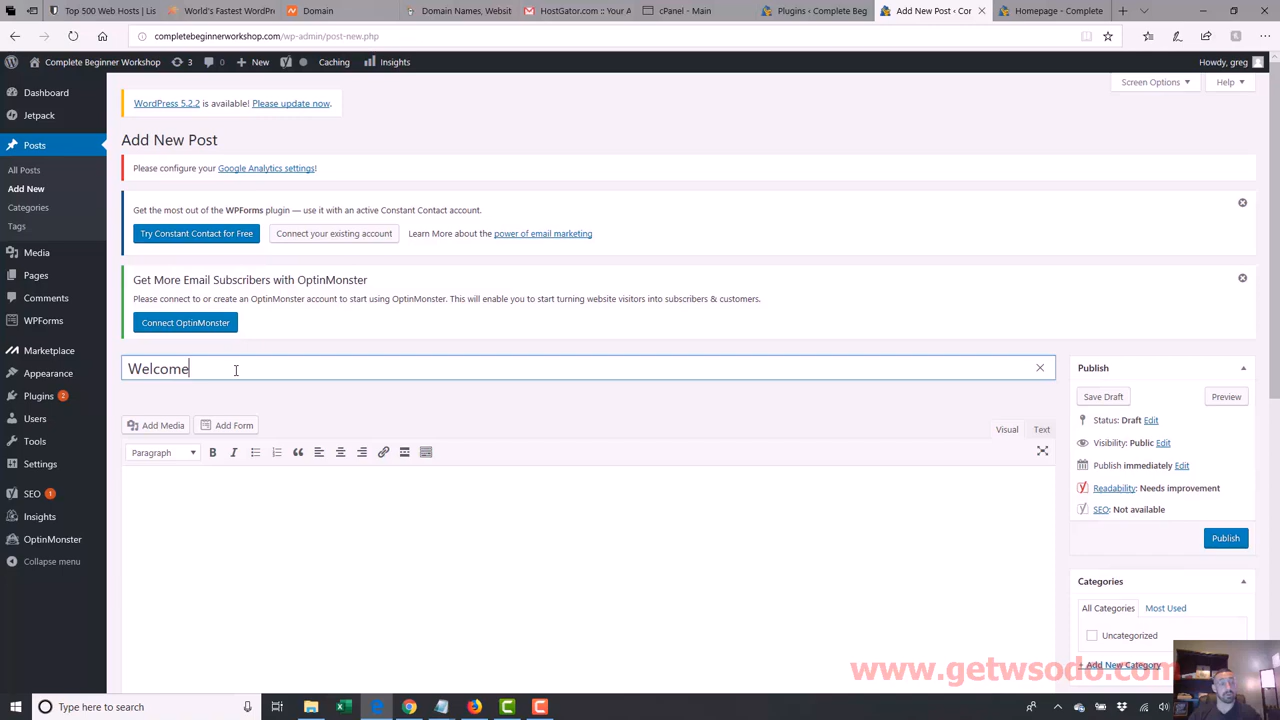 Top 500 Web Hosts Lis
World's Fastest WordPre
Domain
Domain Names, Websit
HostGator.com :: Your A
cPanel - Main
Plugins ‹ Complete Beg
Add New Post ‹ Cor
Homepage - Complete
completebeginnerworkshop.com/wp-admin/post-new.php
Complete Beginner Workshop
3
0
New
Caching
Insights
Howdy, greg
Screen Options
Help
Dashboard
Jetpack
Posts
All Posts
Add New
Categories
Tags
Media
Pages
Comments
WPForms
Marketplace
Appearance
Plugins 2
Users
Tools
Settings
SEO 1
Insights
OptinMonster
Collapse menu
WordPress 5.2.2 is available! Please update now.
Add New Post
Please configure your Google Analytics settings!
Get the most out of the WPForms plugin — use it with an active Constant Contact account.
Try Constant Contact for Free
Connect your existing account
Learn More about the power of email marketing
Get More Email Subscribers with OptinMonster
Please connect to or create an OptinMonster account to start using OptinMonster. This will enable you to start turning website visitors into subscribers & customers.
Connect OptinMonster
Welcome
Add Media
Add Form
Visual
Text
Paragraph
Publish
Save Draft
Preview
Status: Draft Edit
Visibility: Public Edit
Publish immediately Edit
Readability: Needs improvement
SEO: Not available
Publish
Categories
All Categories
Most Used
Uncategorized
+ Add New Category
www.getwsodo.com
Type here to search